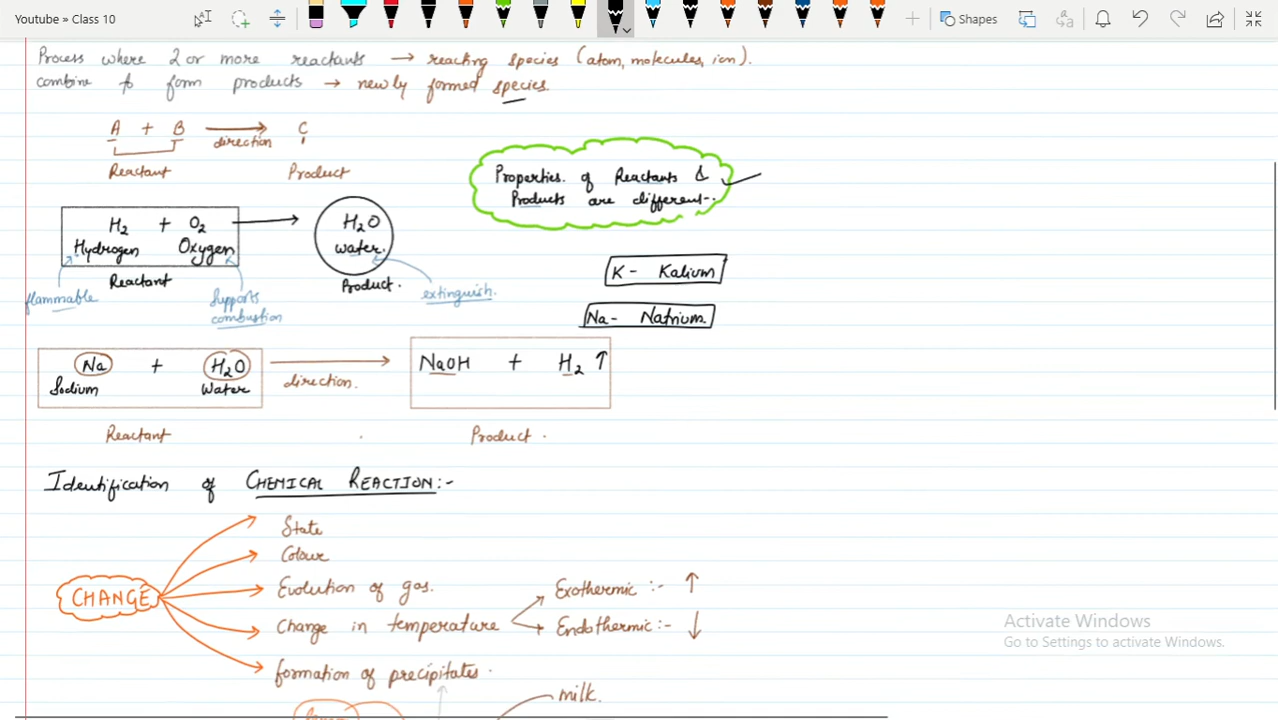 Youtube » Class 10
Shapes
Process where 2 or more reactants → reacting species (atom, molecules, ion).
combine to form products → newly formed species.
A + B → C
direction
Reactant Product
Properties of Reactants &
Products are different.
H₂ + O₂ → H₂O
Hydrogen Oxygen water.
Reactant Product.
flammable Supports combustion extinguish.
K - Kalium
Na - Natrium
Na + H₂O → NaOH + H₂ ↑
Sodium Water direction.
Reactant Product.
Identification of CHEMICAL REACTION:-
CHANGE
State
Colour
Evolution of gas.
Change in temperature
Exothermic :- ↑
Endothermic :- ↓
formation of precipitates.
milk.
Activate Windows
Go to Settings to activate Windows.